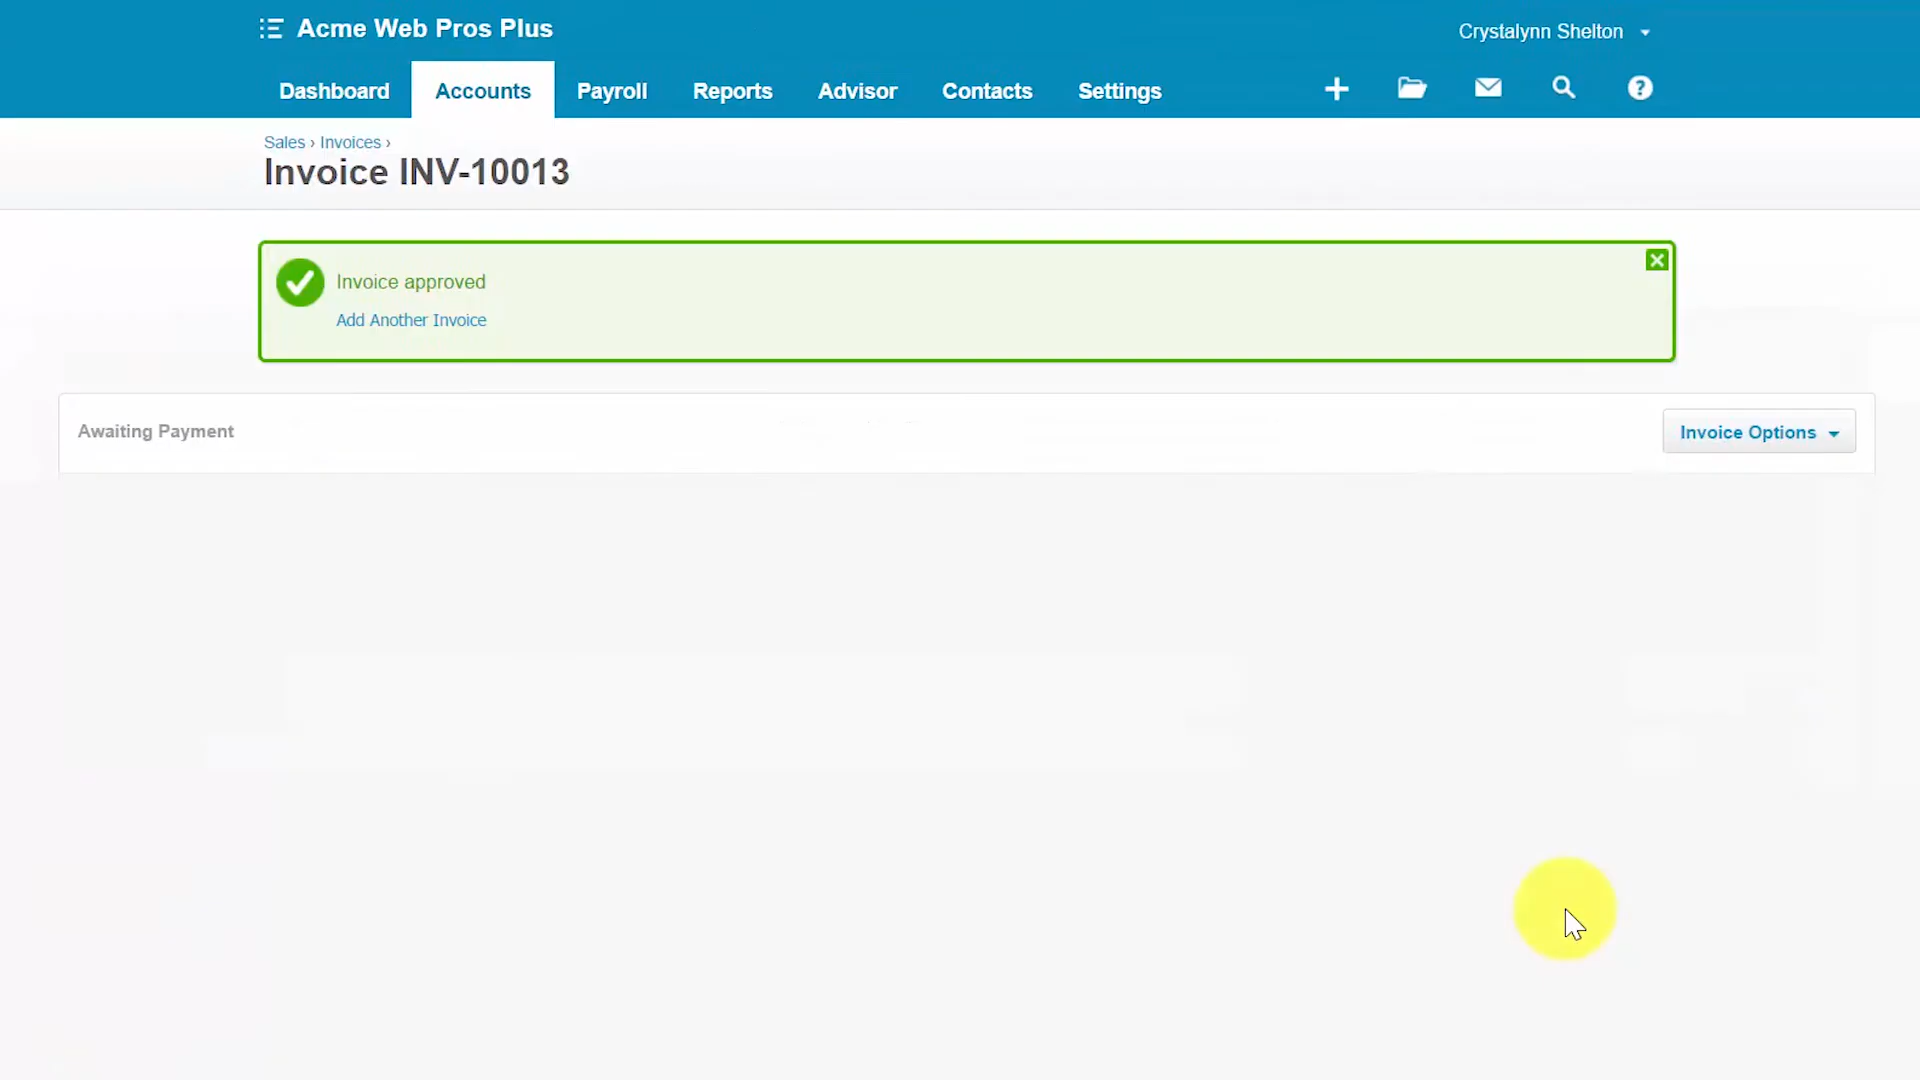 Acme Web Pros Plus
Crystalynn Shelton
Dashboard Accounts Payroll Reports Advisor Contacts Settings
Sales › Invoices ›
Invoice INV-10013
Invoice approved
Add Another Invoice
Awaiting Payment
Invoice Options